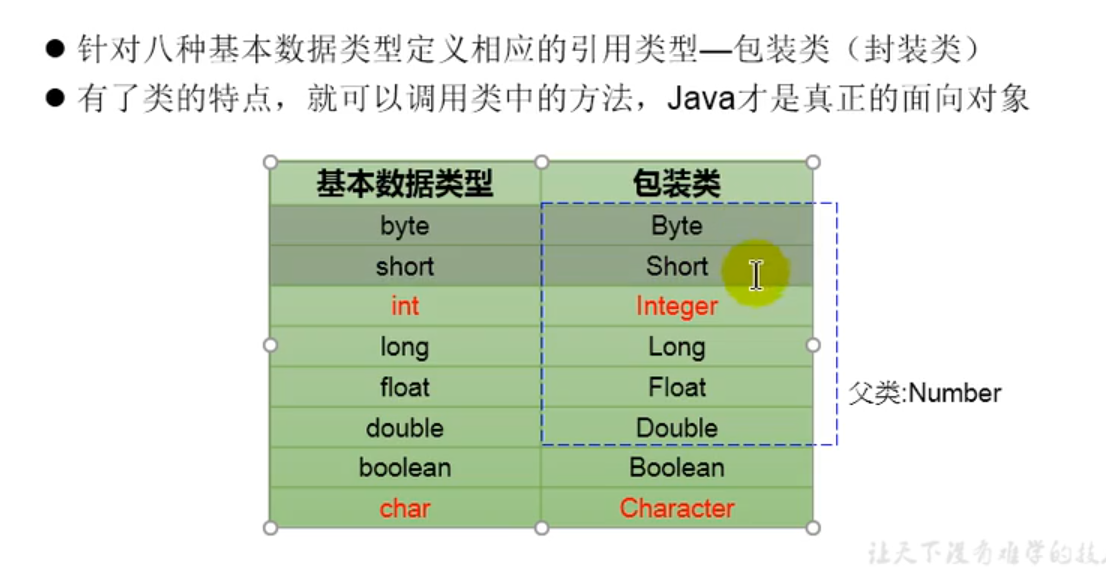 ● 针对八种基本数据类型定义相应的引用类型—包装类（封装类）
● 有了类的特点，就可以调用类中的方法，Java才是真正的面向对象
基本数据类型 包装类
byte Byte
short Short
int Integer
long Long
float Float
父类:Number
double Double
boolean Boolean
char Character
让天下没有难学的技